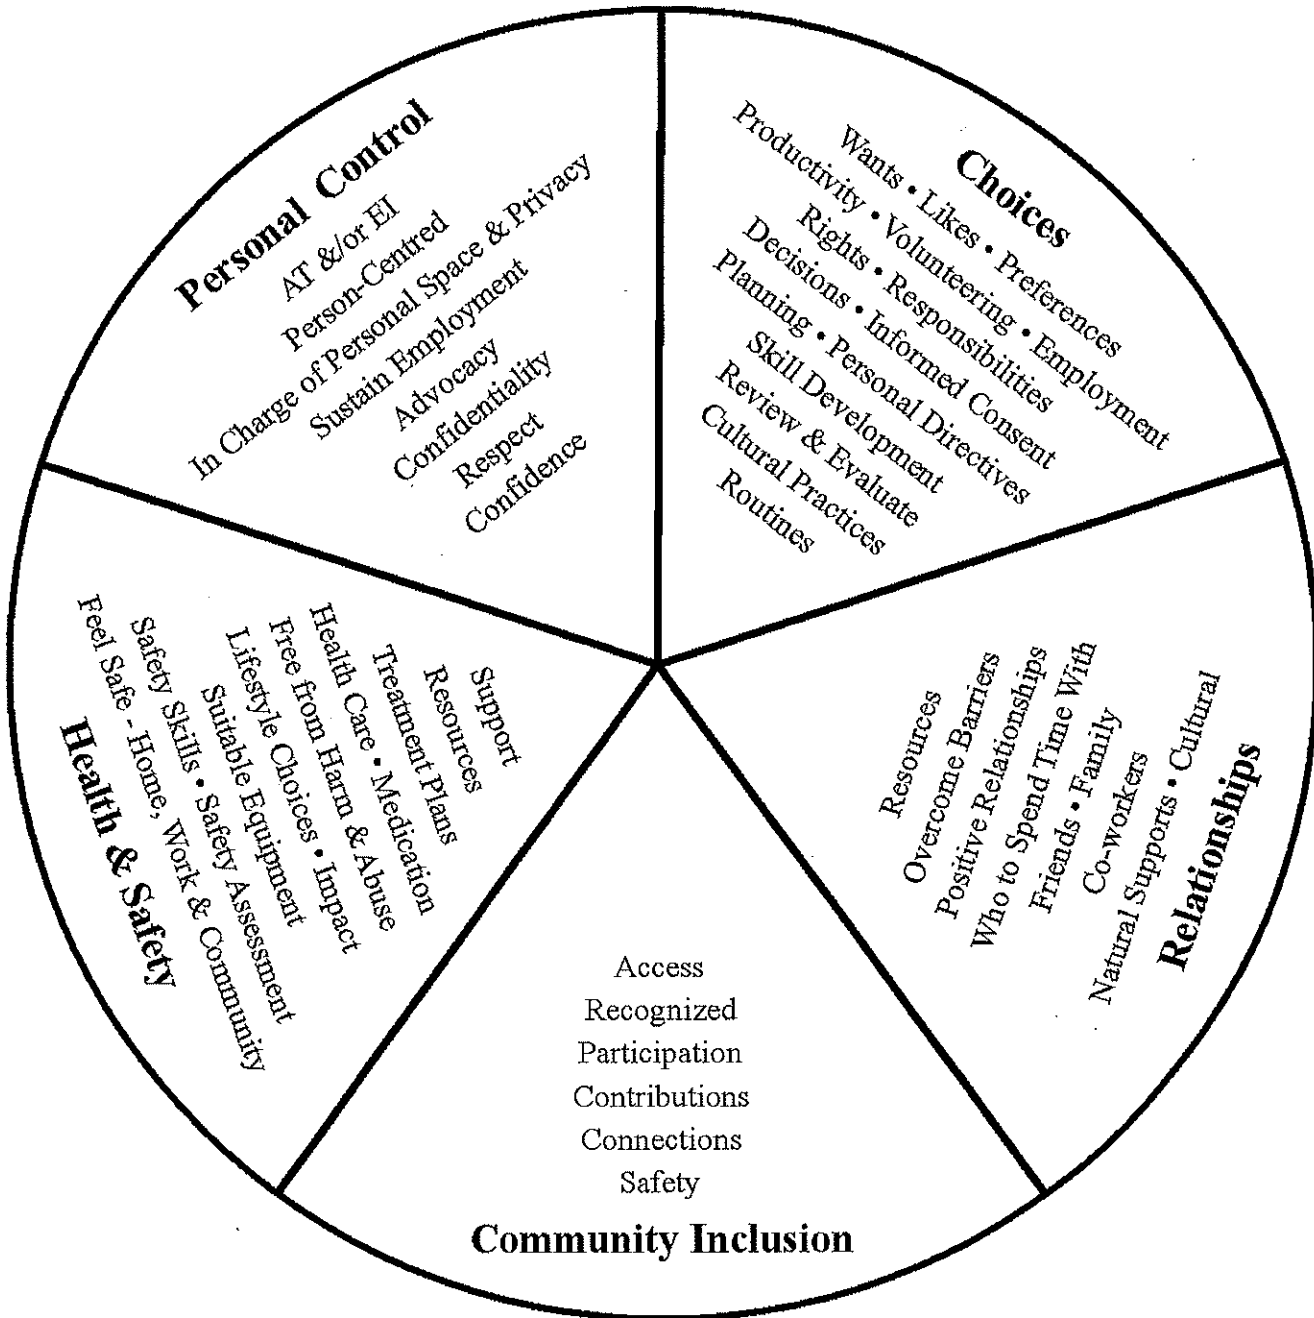 Personal Control
AT &/or EI
Person-Centred
In Charge of Personal Space & Privacy
Sustain Employment
Advocacy
Confidentiality
Respect
Confidence
Choices
Wants • Likes • Preferences
Productivity • Volunteering • Employment
Rights • Responsibilities
Decisions • Informed Consent
Planning • Personal Directives
Skill Development
Review & Evaluate
Cultural Practices
Routines
Resources
Overcome Barriers
Positive Relationships
Who to Spend Time With
Friends • Family
Co-workers
Natural Supports • Cultural
Relationships
Access
Recognized
Participation
Contributions
Connections
Safety
Community Inclusion
Support
Resources
Treatment Plans
Health Care • Medication
Free from Harm & Abuse
Lifestyle Choices • Impact
Suitable Equipment
Safety Skills • Safety Assessment
Feel Safe - Home, Work & Community
Health & Safety